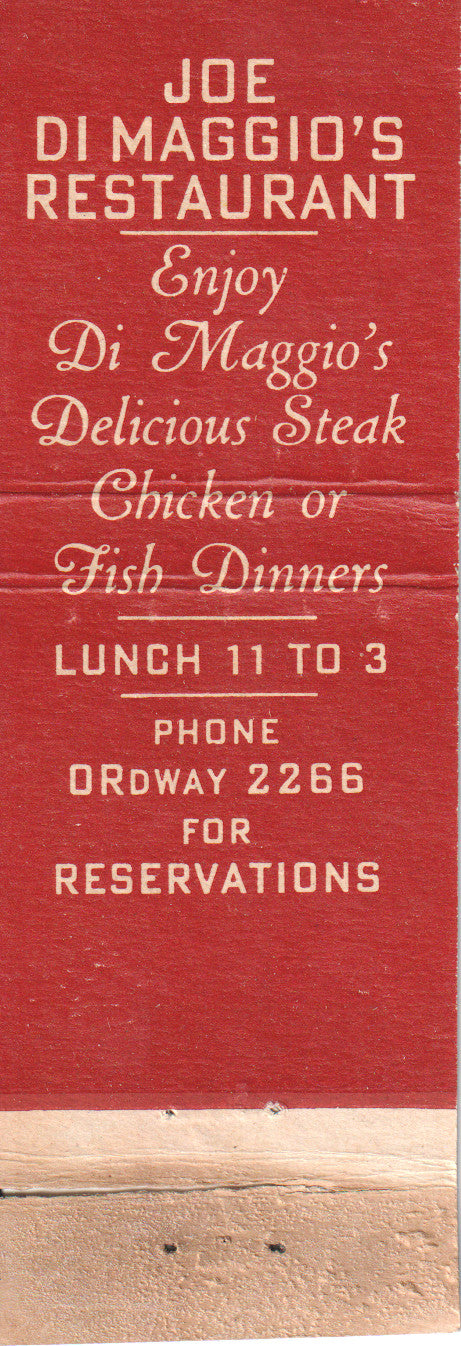 JOE
DI MAGGIO'S
RESTAURANT
Enjoy
Di Maggio's
Delicious Steak
Chicken or
Fish Dinners
LUNCH 11 TO 3
PHONE
ORDWAY 2266
FOR
RESERVATIONS